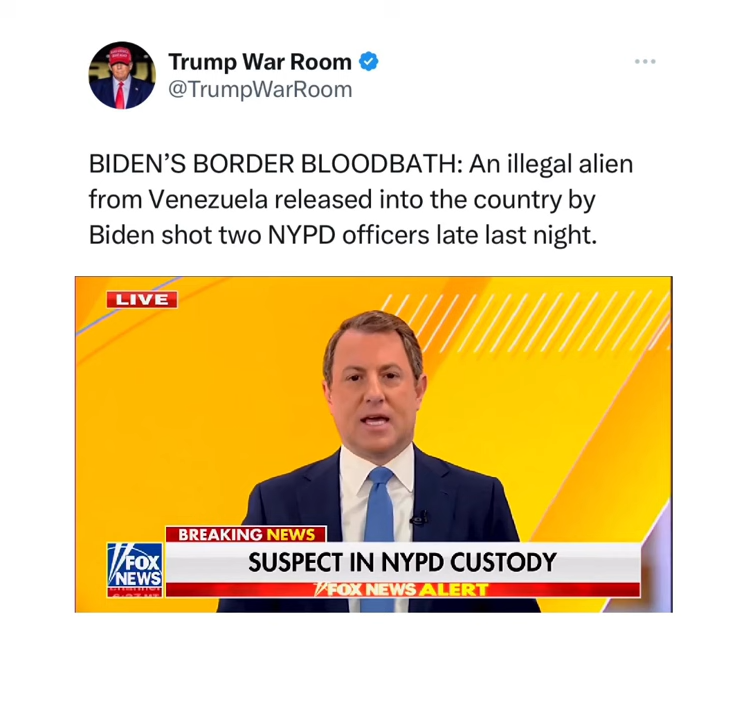 Trump War Room
@TrumpWarRoom
BIDEN’S BORDER BLOODBATH: An illegal alien
from Venezuela released into the country by
Biden shot two NYPD officers late last night.
LIVE
BREAKING NEWS
FOX
NEWS
SUSPECT IN NYPD CUSTODY
FOX NEWS ALERT